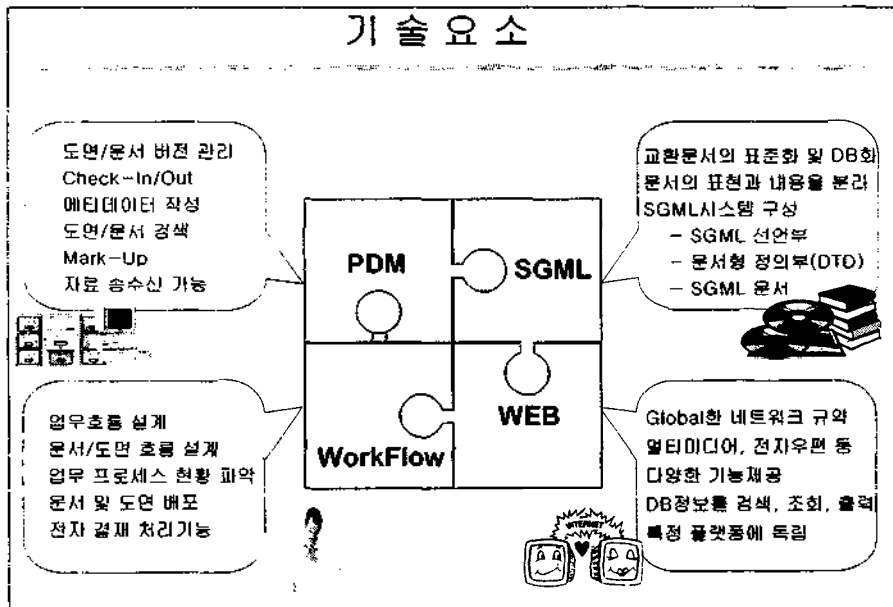 기술요소
도면/문서 버전 관리
Check-In/Out
메타데이터 작성
도면/문서 검색
Mark-Up
자료 송수신 가능
교환문서의 표준화 및 DB화
문서의 표현과 내용을 분리
SGML시스템 구성
- SGML 선언부
- 문서형 정의부(DTD)
- SGML 문서
PDM
SGML
WorkFlow
WEB
업무흐름 설계
문서/도면 흐름 설계
업무 프로세스 현황 파악
문서 및 도면 배포
전자 결재 처리기능
Global한 네트워크 규약
멀티미디어, 전자우편 등
다양한 기능제공
DB정보를 검색, 조회, 출력
특정 플랫폼에 독립
INTERNET